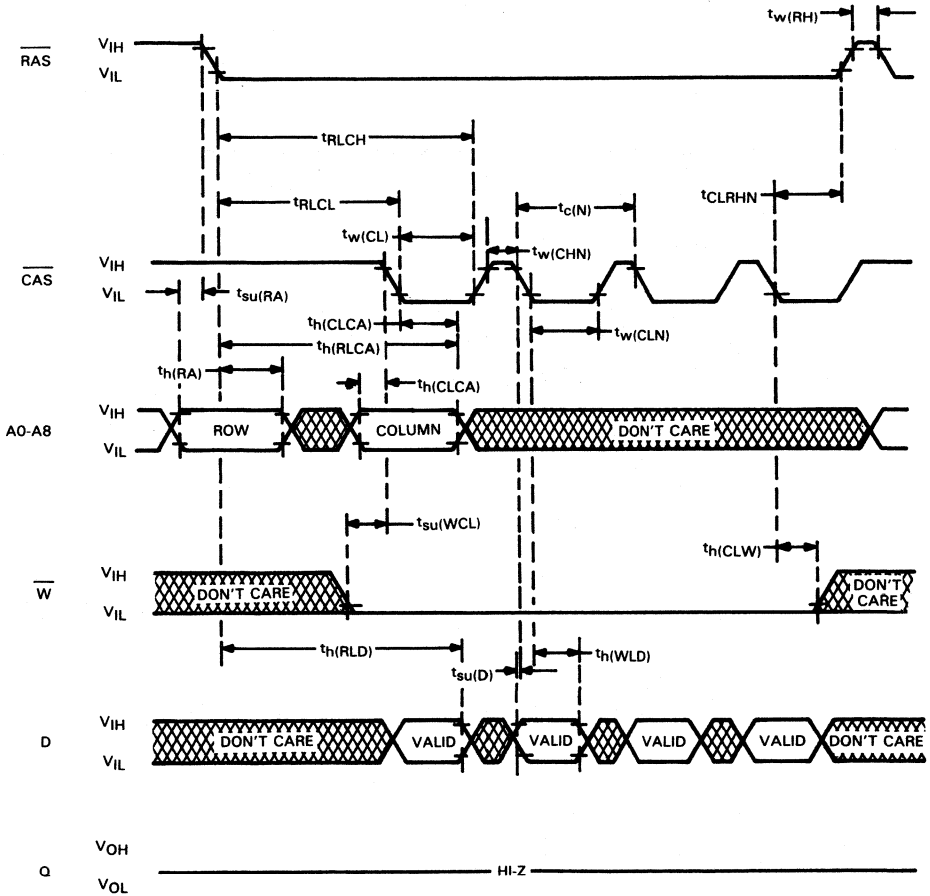 tw(RH)
RAS
VIH
VIL
tRLCH
tRLCL
tCLRHN
tc(N)
tw(CL)
tw(CHN)
CAS
VIH
VIL
tsu(RA)
th(CLCA)
tw(CLN)
th(RLCA)
th(RA)
th(CLCA)
A0-A8
VIH
VIL
ROW
COLUMN
DON'T CARE
tsu(WCL)
th(CLW)
W
VIH
VIL
DON'T CARE
DON'T
CARE
th(RLD)
tsu(D)
th(WLD)
D
VIH
VIL
DON'T CARE
VALID
VALID
VALID
VALID
DON'T CARE
Q
VOH
VOL
HI-Z